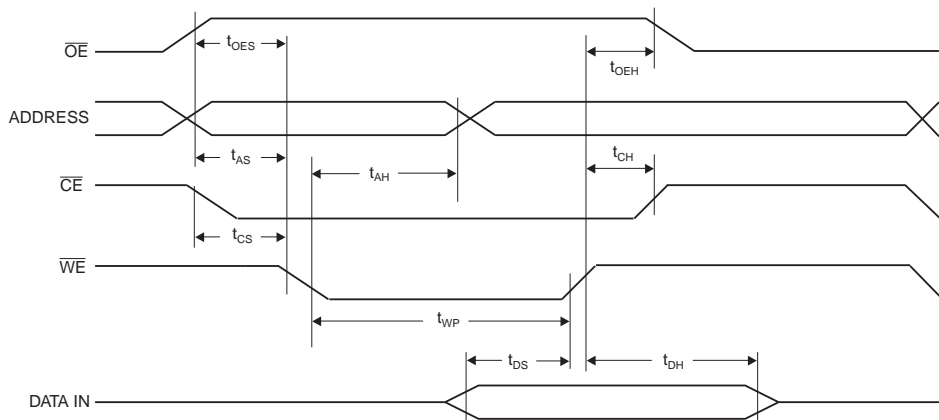 OE
tOES
tOEH
ADDRESS
tAS
tCH
tAH
CE
tCS
WE
tWP
tDS
tDH
DATA IN